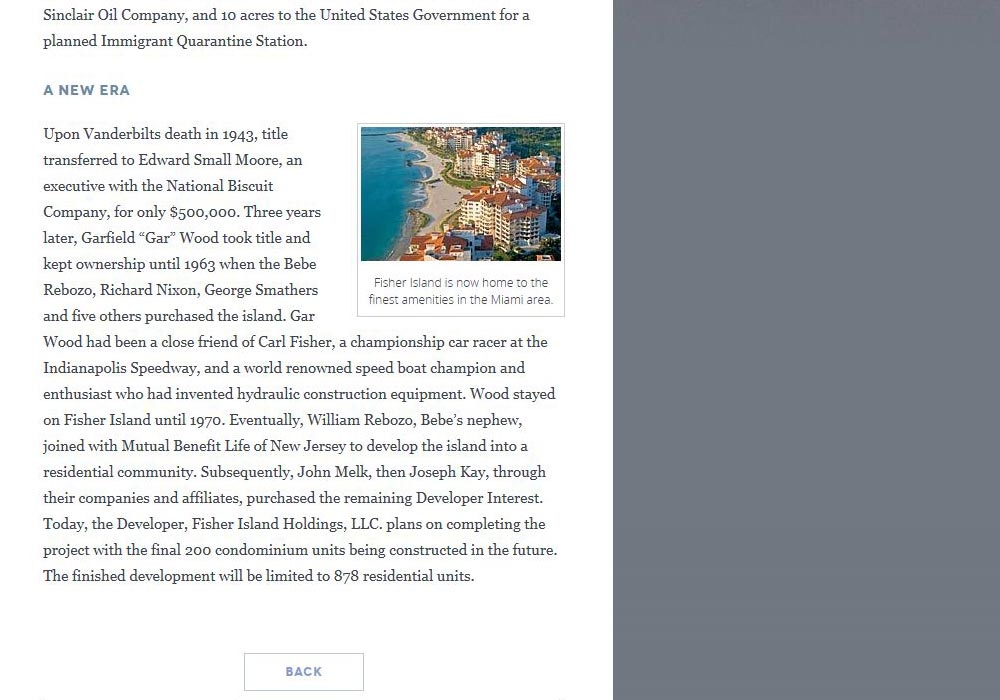 Sinclair Oil Company, and 10 acres to the United States Government for a
planned Immigrant Quarantine Station.
A NEW ERA
Upon Vanderbilts death in 1943, title
transferred to Edward Small Moore, an
executive with the National Biscuit
Company, for only $500,000. Three years
later, Garfield “Gar” Wood took title and
kept ownership until 1963 when the Bebe
Rebozo, Richard Nixon, George Smathers
and five others purchased the island. Gar
Fisher Island is now home to the
finest amenities in the Miami area.
Wood had been a close friend of Carl Fisher, a championship car racer at the
Indianapolis Speedway, and a world renowned speed boat champion and
enthusiast who had invented hydraulic construction equipment. Wood stayed
on Fisher Island until 1970. Eventually, William Rebozo, Bebe’s nephew,
joined with Mutual Benefit Life of New Jersey to develop the island into a
residential community. Subsequently, John Melk, then Joseph Kay, through
their companies and affiliates, purchased the remaining Developer Interest.
Today, the Developer, Fisher Island Holdings, LLC. plans on completing the
project with the final 200 condominium units being constructed in the future.
The finished development will be limited to 878 residential units.
BACK